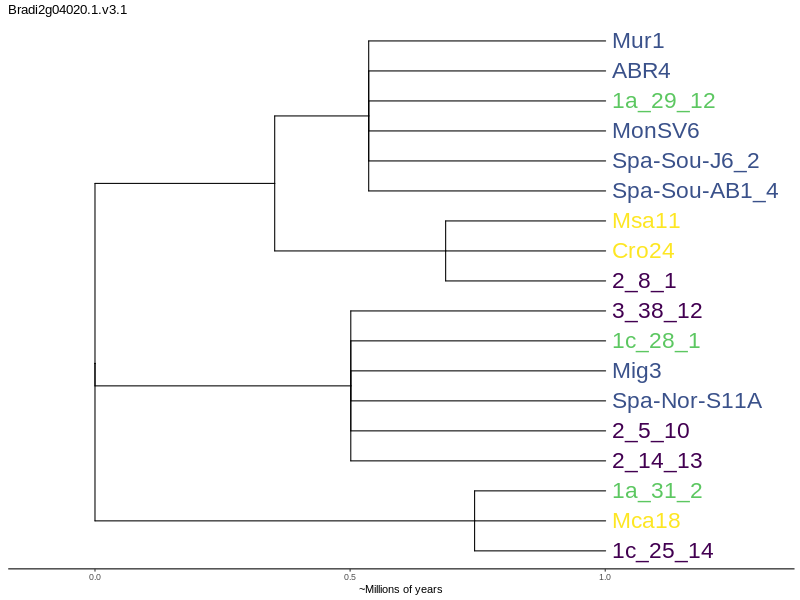 Bradi2g04020.1.v3.1
Mur1
ABR4
1a_29_12
MonSV6
Spa-Sou-J6_2
Spa-Sou-AB1_4
Msa11
Cro24
2_8_1
3_38_12
1c_28_1
Mig3
Spa-Nor-S11A
2_5_10
2_14_13
1a_31_2
Mca18
1c_25_14
0.0 0.5 1.0
~Millions of years